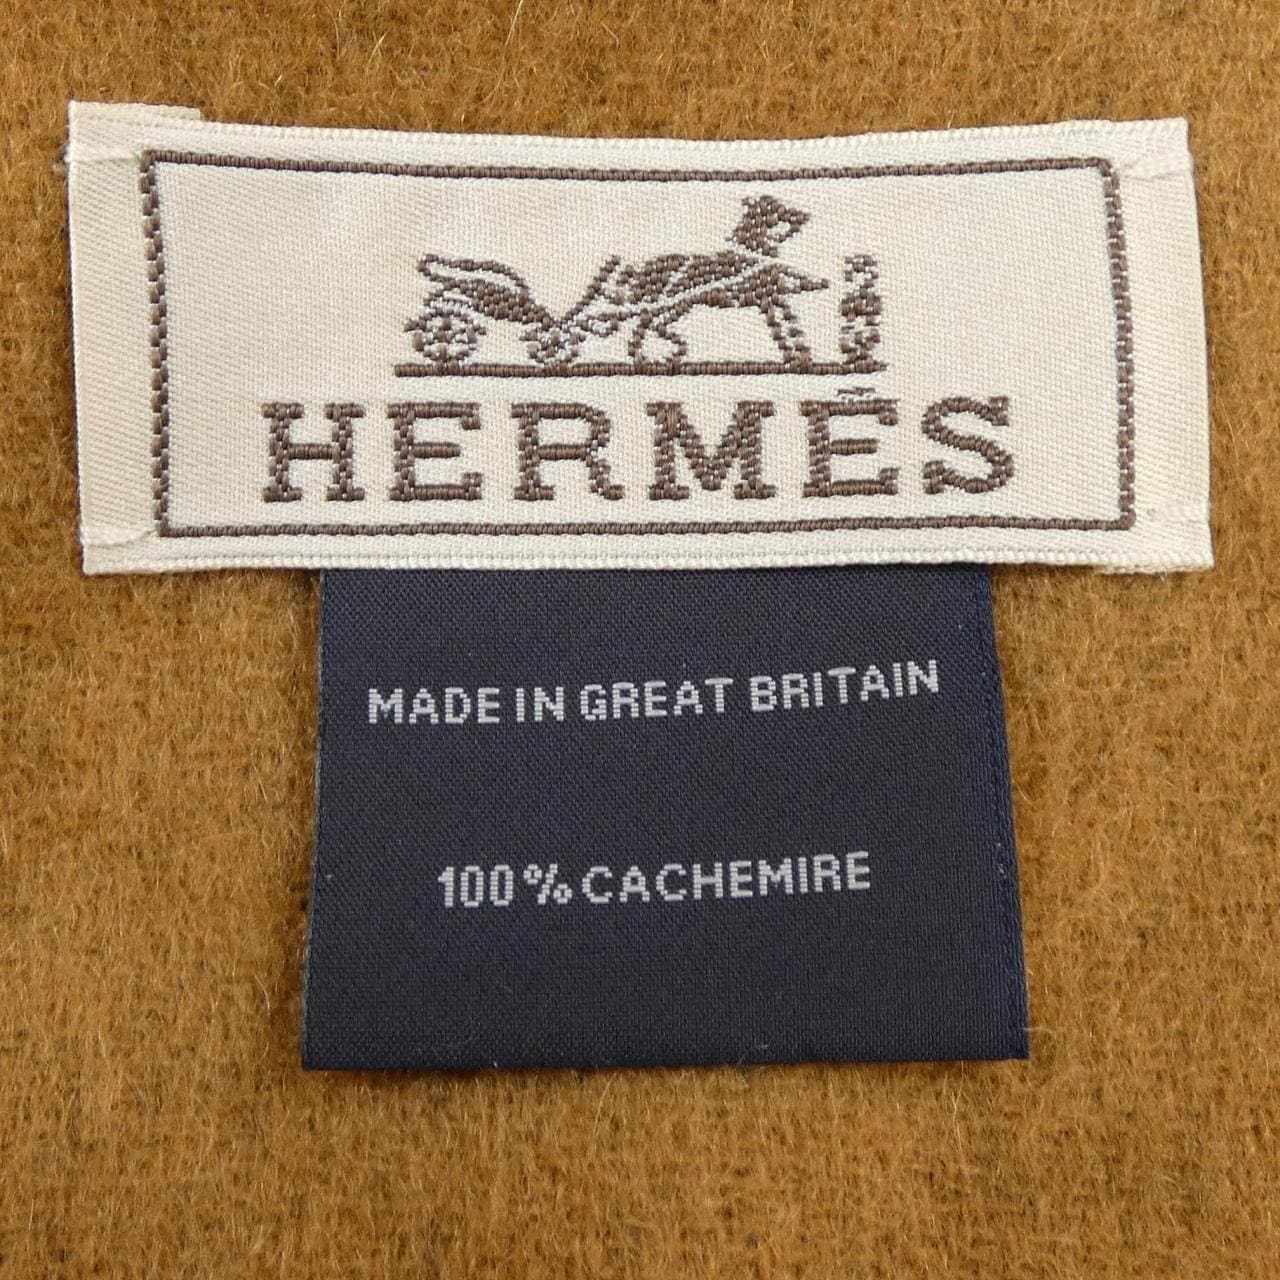 HERMÈS
MADE IN GREAT BRITAIN
100% CACHEMIRE